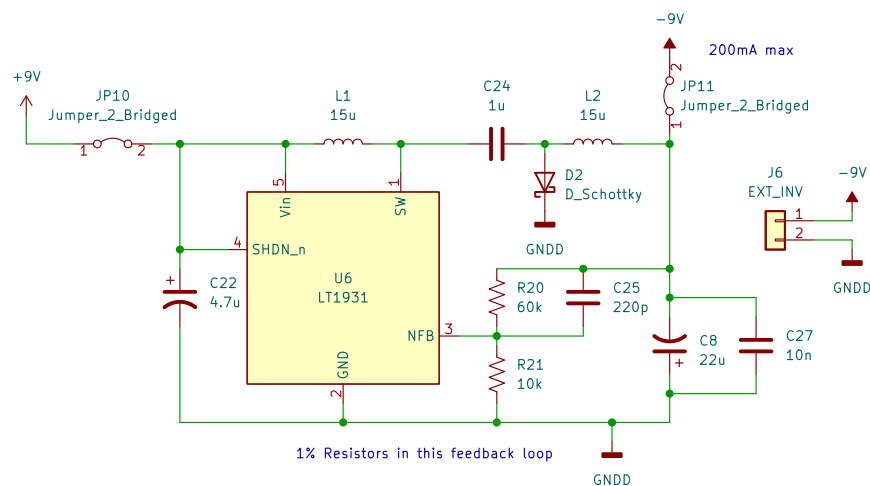 -9V
200mA max
+9V
JP10
Jumper_2_Bridged
1
2
L1
15u
C24
1u
L2
15u
2
JP11
Jumper_2_Bridged
1
5
Vin
1
SW
D2
D_Schottky
GNDD
J6
EXT_INV
-9V
1
2
GNDD
4
SHDN_n
U6
LT1931
C22
4.7u
+
R20
60k
C25
220p
NFB
3
GND
2
R21
10k
C8
22u
+
C27
10n
1% Resistors in this feedback loop
GNDD